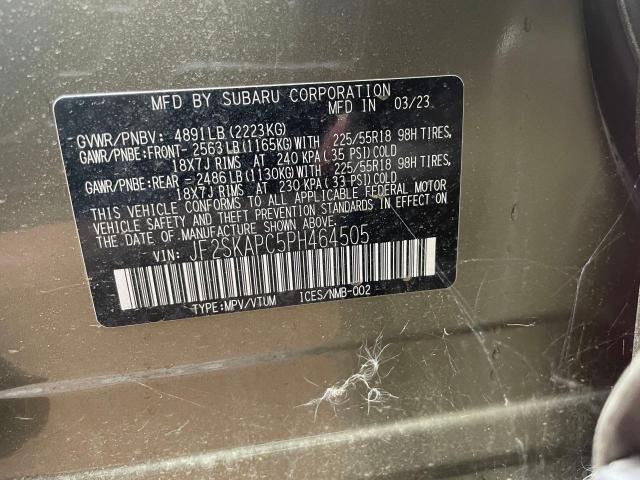 MFD BY SUBARU CORPORATION
MFD IN 03/23
GVWR/PNBV: 4891LB(2223KG)
GAWR/PNBE:FRONT- 2563LB(1165KG)WITH 225/55R18 98H TIRES,
18X7J RIMS AT 240 KPA(35 PSI)COLD
GAWR/PNBE:REAR -2486LB(1130KG)WITH 225/55R18 98H TIRES,
18X7J RIMS AT 230 KPA(33 PSI)COLD
THIS VEHICLE CONFORMS TO ALL APPLICABLE FEDERAL MOTOR
VEHICLE SAFETY AND THEFT PREVENTION STANDARDS IN EFFECT
ON THE DATE OF MANUFACTURE SHOWN ABOVE.
VIN: JF2SKAPC5PH464505
TYPE:MPV/VTUM ICES/NMB-002